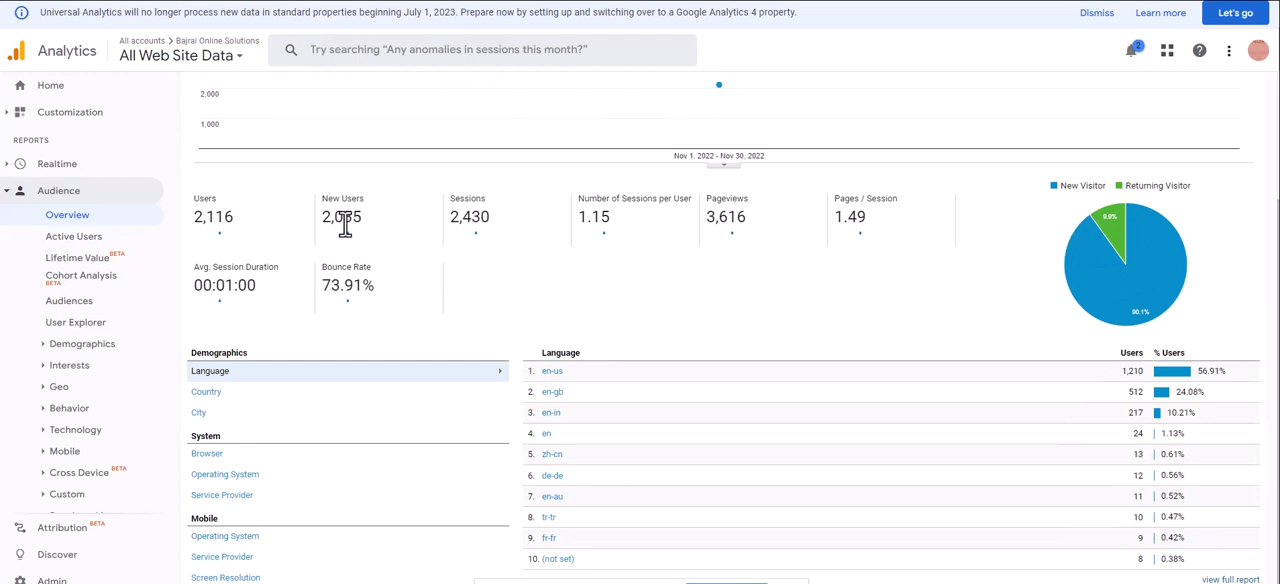 Universal Analytics will no longer process new data in standard properties beginning July 1, 2023. Prepare now by setting up and switching over to a Google Analytics 4 property.
Dismiss
Learn more
Let's go
Analytics
All accounts > Bajrai Online Solutions
All Web Site Data
Try searching “Any anomalies in sessions this month?”
2
Home
Customization
REPORTS
Realtime
Audience
Overview
Active Users
Lifetime Value BETA
Cohort Analysis
BETA
Audiences
User Explorer
Demographics
Interests
Geo
Behavior
Technology
Mobile
Cross Device BETA
Custom
Attribution BETA
Discover
Admin
2,000
1,000
Nov 1, 2022 - Nov 30, 2022
Users
2,116
New Users
Sessions
2,430
Number of Sessions per User
1.15
Pageviews
3,616
Pages / Session
1.49
Avg. Session Duration
00:01:00
Bounce Rate
73.91%
New Visitor
Returning Visitor
9.9%
90.1%
Demographics
Language
Country
City
System
Browser
Operating System
Service Provider
Mobile
Operating System
Service Provider
Screen Resolution
Language Users % Users
1. en-us 1,210 56.91%
2. en-gb 512 24.08%
3. en-in 217 10.21%
4. en 24 1.13%
5. zh-cn 13 0.61%
6. de-de 12 0.56%
7. en-au 11 0.52%
8. tr-tr 10 0.47%
9. fr-fr 9 0.42%
10. (not set) 8 0.38%
view full report